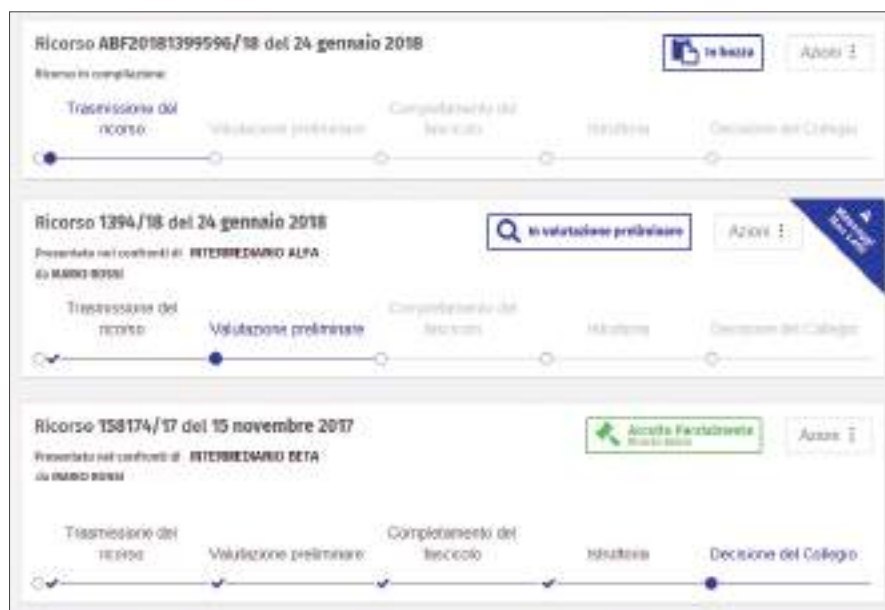 Ricorso ABF20181399596/18 del 24 gennaio 2018
In bozza
Azioni
Ricorso in compilazione
Trasmissione del
ricorso
Valutazione preliminare
Completamento del
fascicolo
Istruttoria
Decisione del Collegio
Ricorso 1394/18 del 24 gennaio 2018
In valutazione preliminare
Azioni
Presentato nei confronti di INTERMEDIARIO ALFA
da MARIO ROSSI
Trasmissione del
ricorso
Valutazione preliminare
Completamento del
fascicolo
Istruttoria
Decisione del Collegio
Ricorso 158174/17 del 15 novembre 2017
Accolto Parzialmente
Azioni
Presentato nei confronti di INTERMEDIARIO BETA
da MARIO ROSSI
Trasmissione del
ricorso
Valutazione preliminare
Completamento del
fascicolo
Istruttoria
Decisione del Collegio